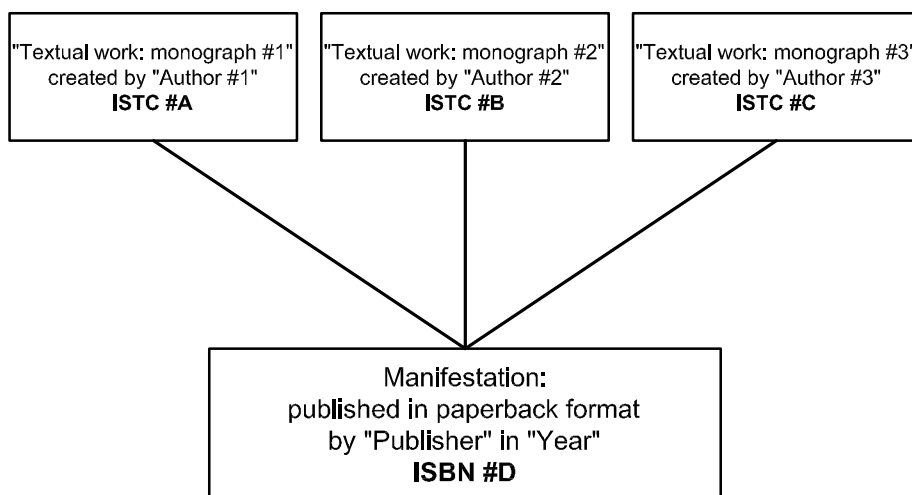 "Textual work: monograph #1"
created by "Author #1"
ISTC #A
"Textual work: monograph #2"
created by "Author #2"
ISTC #B
"Textual work: monograph #3"
created by "Author #3"
ISTC #C
Manifestation:
published in paperback format
by "Publisher" in "Year"
ISBN #D